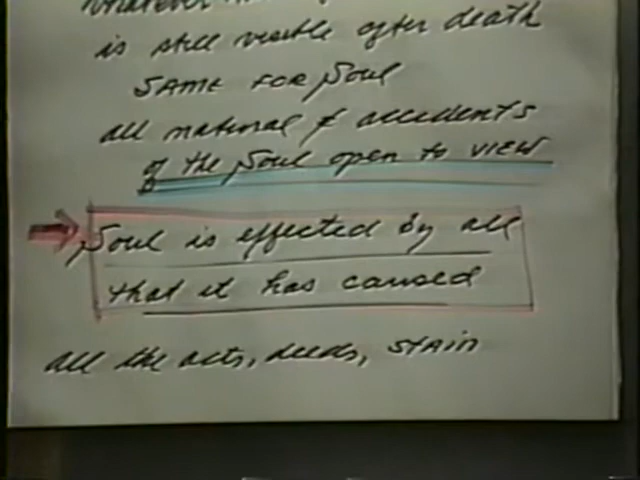 whatever
is still visible after death
SAME FOR Soul
all natural & accidents
of the Soul open to VIEW
Soul is effected by all
that it has caused
all the acts, deeds, STAIN